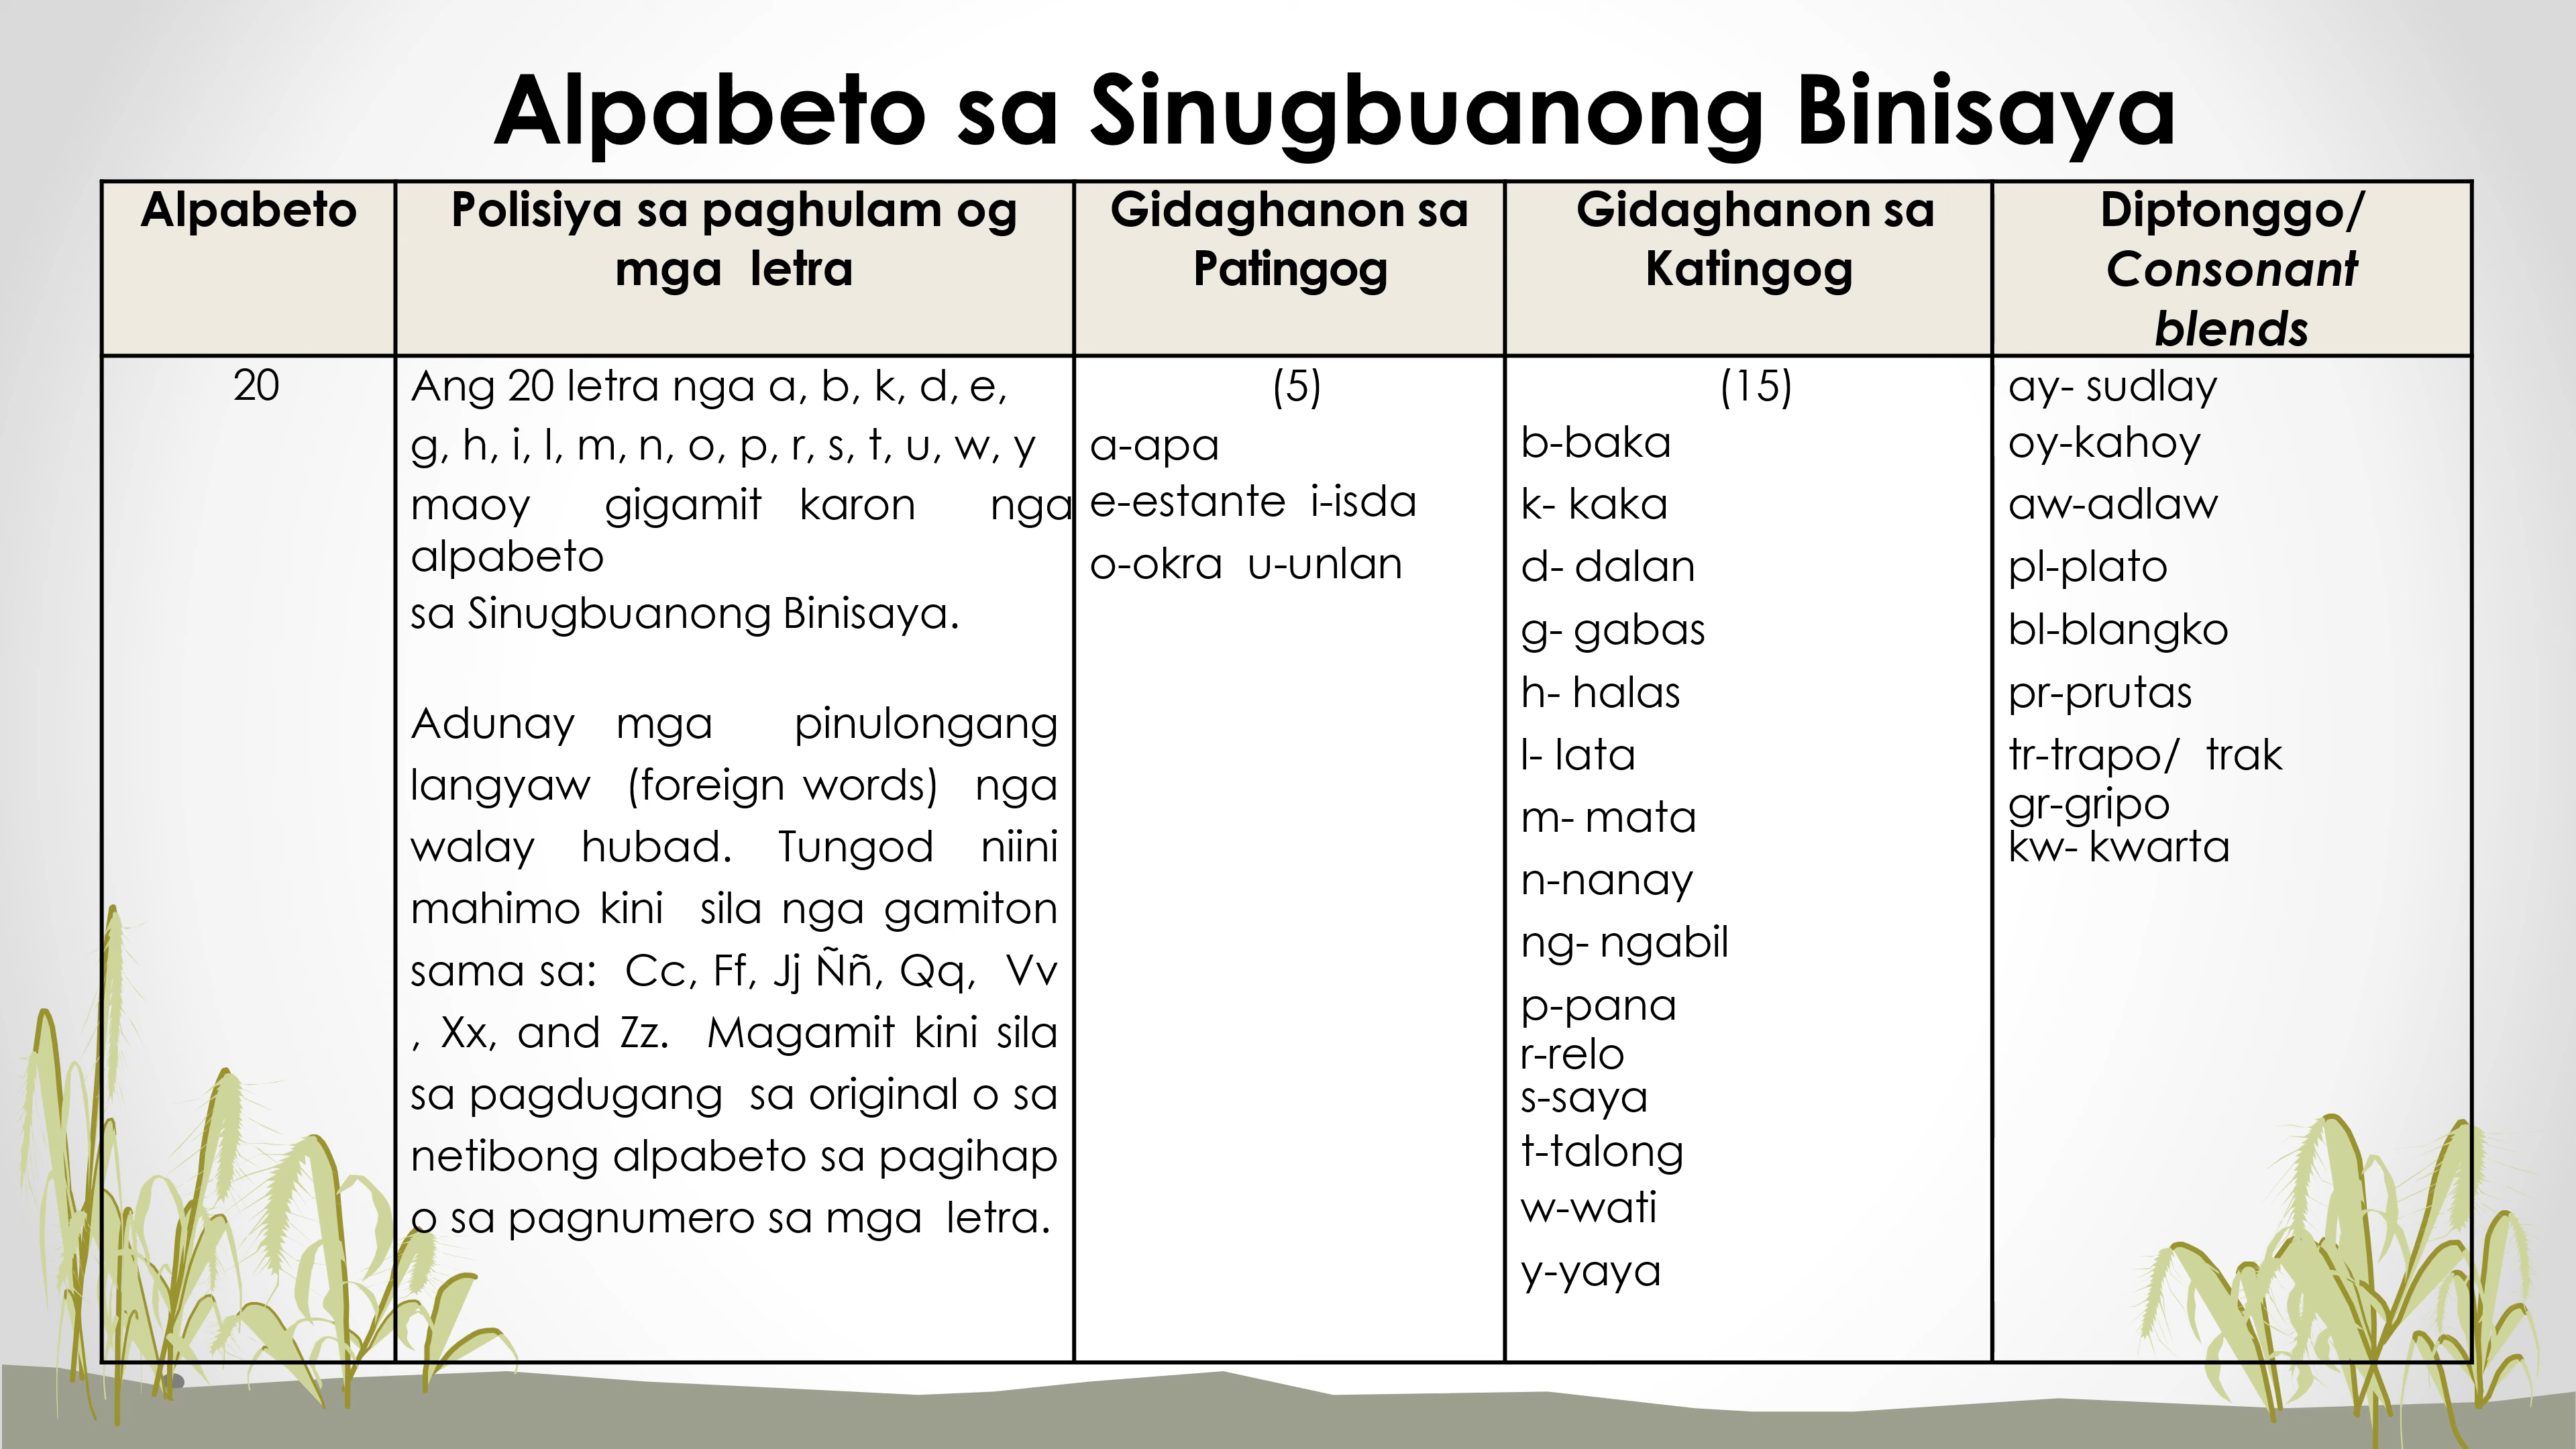 Alpabeto sa Sinugbuanong Binisaya
Alpabeto
Polisiya sa paghulam og
mga letra
Gidaghanon sa
Patingog
Gidaghanon sa
Katingog
Diptonggo/
Consonant
blends
20
Ang 20 letra nga a, b, k, d, e,
g, h, i, l, m, n, o, p, r, s, t, u, w, y
maoy gigamit karon nga
alpabeto
sa Sinugbuanong Binisaya.
Adunay mga pinulongang
langyaw (foreign words) nga
walay hubad. Tungod niini
mahimo kini sila nga gamiton
sama sa: Cc, Ff, Jj Ññ, Qq, Vv
, Xx, and Zz. Magamit kini sila
sa pagdugang sa original o sa
netibong alpabeto sa pagihap
o sa pagnumero sa mga letra.
(5)
a-apa
e-estante i-isda
o-okra u-unlan
(15)
b-baka
k- kaka
d- dalan
g- gabas
h- halas
l- lata
m- mata
n-nanay
ng- ngabil
p-pana
r-relo
s-saya
t-talong
w-wati
y-yaya
ay- sudlay
oy-kahoy
aw-adlaw
pl-plato
bl-blangko
pr-prutas
tr-trapo/ trak
gr-gripo
kw- kwarta